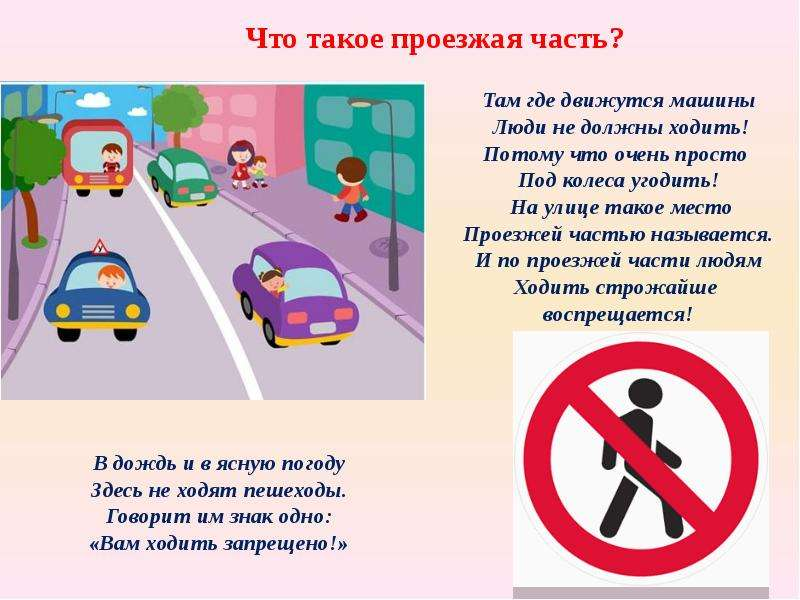 Что такое проезжая часть?
Там где движутся машины
Люди не должны ходить!
Потому что очень просто
Под колеса угодить!
На улице такое место
Проезжей частью называется.
И по проезжей части людям
Ходить строжайше
воспрещается!
У
В дождь и в ясную погоду
Здесь не ходят пешеходы.
Говорит им знак одно:
«Вам ходить запрещено!»